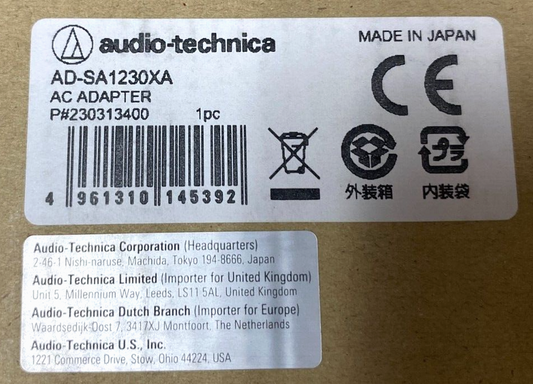 audio-technica
MADE IN JAPAN
AD-SA1230XA
AC ADAPTER
P#230313400 1pc
CE
プラ
外装箱 内装袋
4 961310 145392
Audio-Technica Corporation (Headquarters)
2-46-1 Nishi-naruse, Machida, Tokyo 194-8666, Japan
Audio-Technica Limited (Importer for United Kingdom)
Unit 5, Millennium Way, Leeds, LS11 5AL, United Kingdom
Audio-Technica Dutch Branch (Importer for Europe)
Waardsedijk-Oost 7, 3417XJ Montfoort, The Netherlands
Audio-Technica U.S., Inc.
1221 Commerce Drive, Stow, Ohio 44224, USA